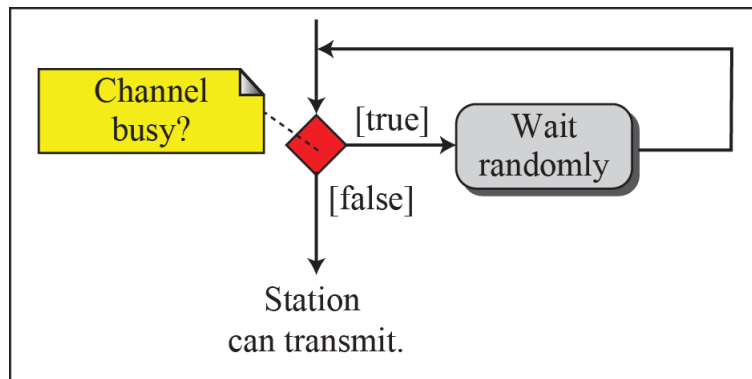 Channel
busy?
[true]
Wait
randomly
[false]
Station
can transmit.